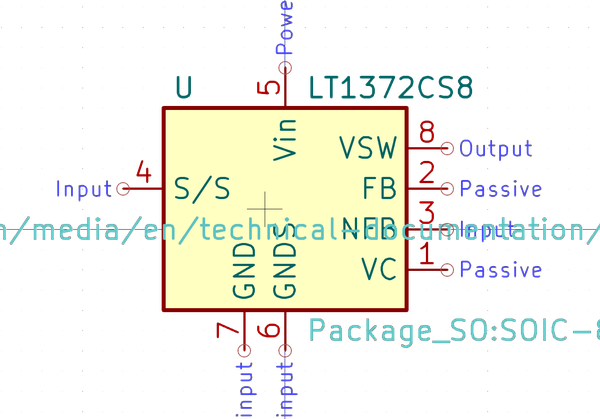 Powe
U
LT1372CS8
5
Vin
VSW
8
Output
4
Input
S/S
FB
2
Passive
NFB
3
Input
n/media/en/technical-documentation/
VC
1
Passive
GND
GNDS
7
6
Package_SO:SOIC-8
input
input